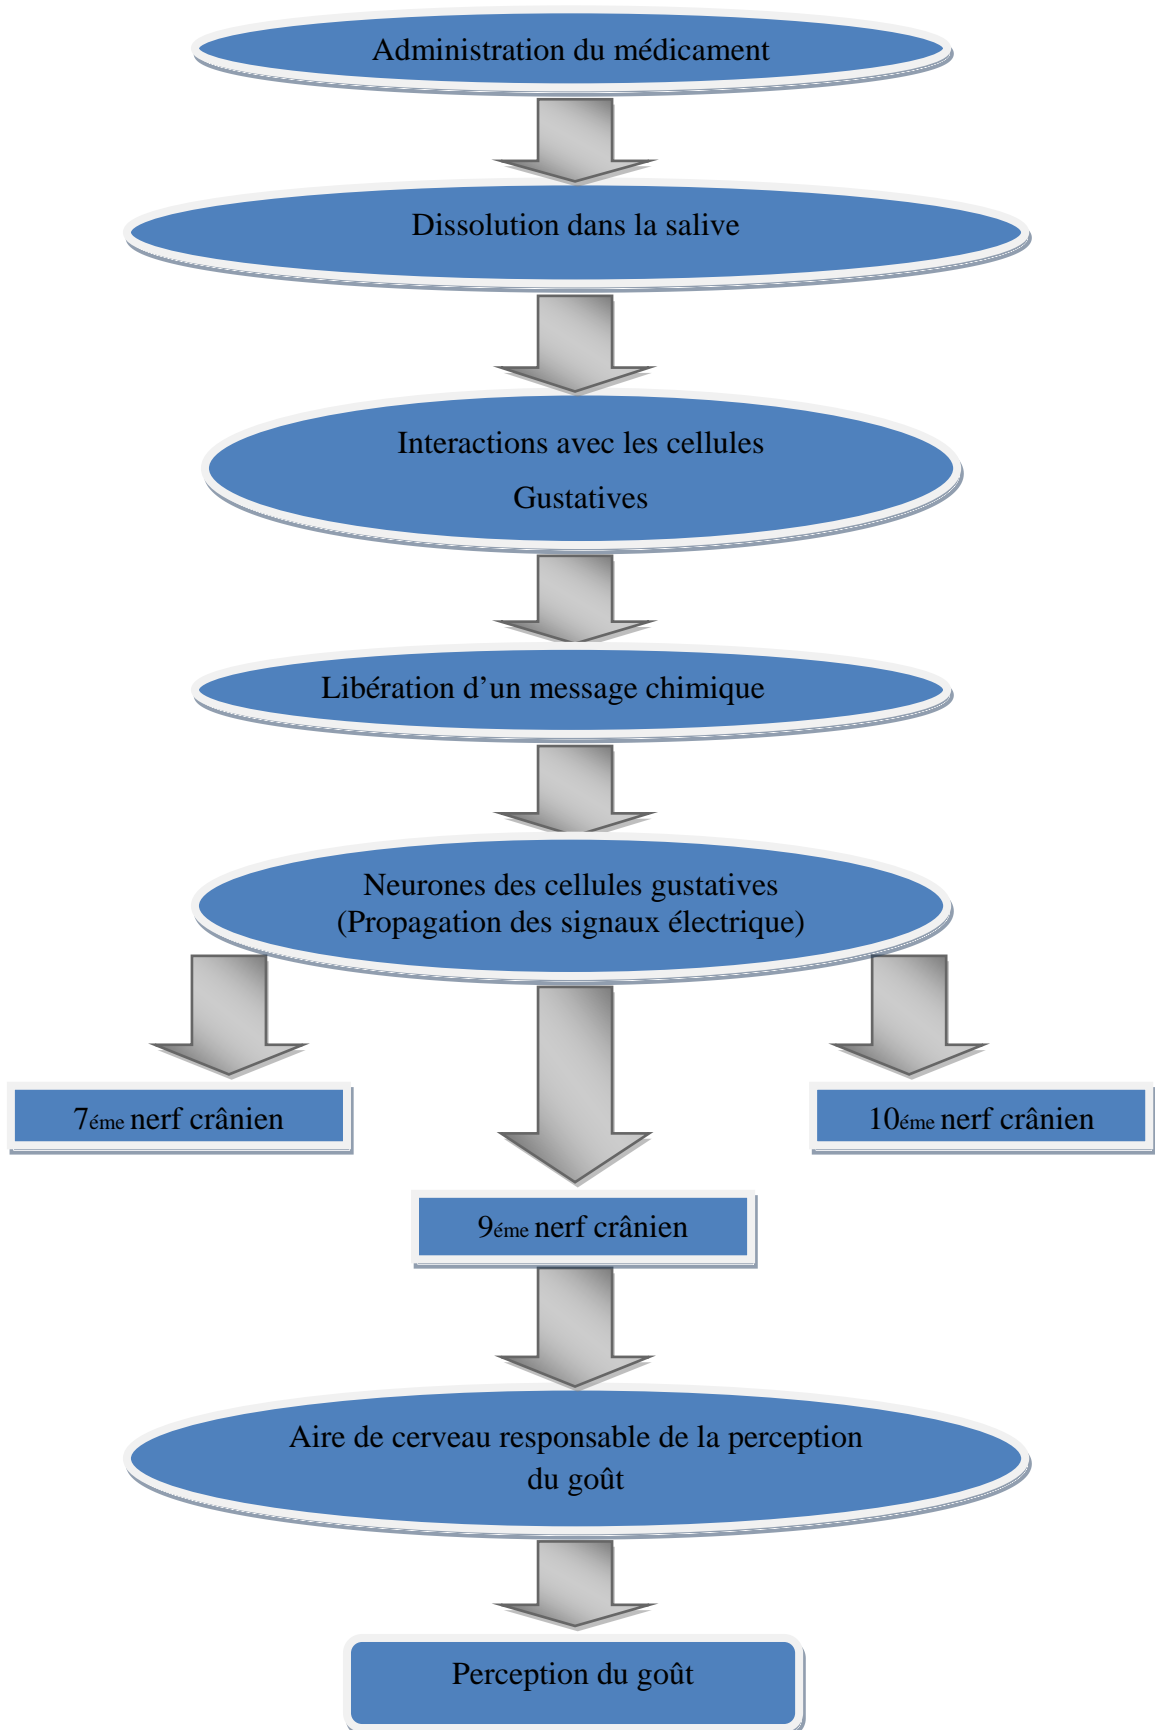 Administration du médicament
Dissolution dans la salive
Interactions avec les cellules
Gustatives
Libération d’un message chimique
Neurones des cellules gustatives
(Propagation des signaux électrique)
7éme nerf crânien
10éme nerf crânien
9éme nerf crânien
Aire de cerveau responsable de la perception
du goût
Perception du goût